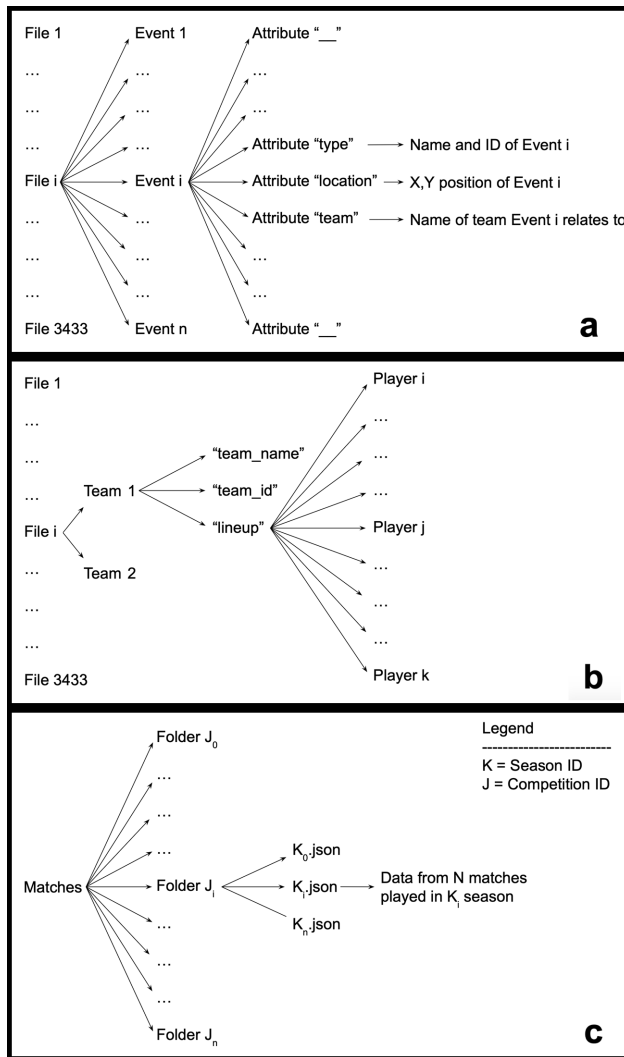 File 1 Event 1 Attribute “__”
… … …
… … …
… … Attribute “type” Name and ID of Event i
File i Event i Attribute “location” X,Y position of Event i
… … Attribute “team” Name of team Event i relates to
… … …
… … …
File 3433 Event n Attribute “__”
a
File 1 Player i
… …
… “team_name” …
… Team 1 “team_id” …
File i “lineup” Player j
… Team 2 …
… …
… …
File 3433 Player k
b
Legend
-------------------------
K = Season ID
J = Competition ID
Folder J₀
…
…
… K₀.json
Matches Folder Jᵢ Kᵢ.json Data from N matches
played in Kᵢ season
… Kₙ.json
…
…
Folder Jₙ
c